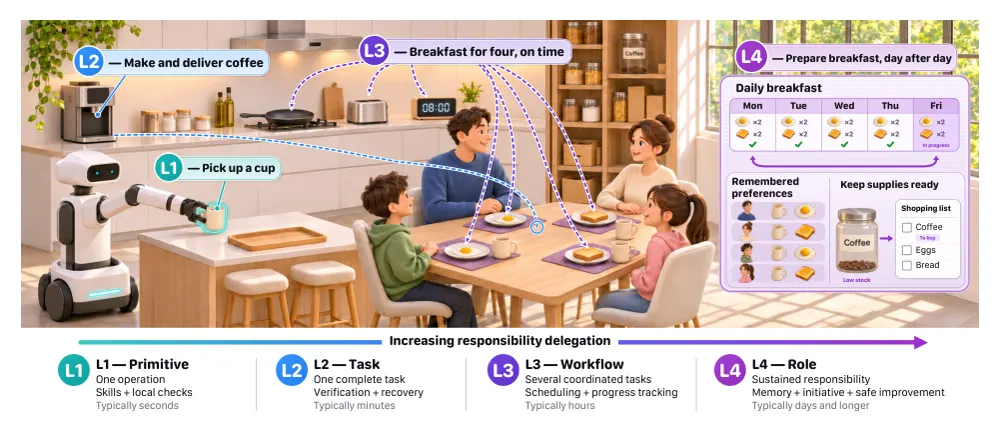 L2 — Make and deliver coffee
L3 — Breakfast for four, on time
L4 — Prepare breakfast, day after day
L1 — Pick up a cup
08:00
Coffee
Daily breakfast
Mon Tue Wed Thu Fri
×2 ×2 ×2 ×2 ×2
×2 ×2 ×2 ×2 ×2
In progress
Remembered
preferences
Keep supplies ready
Coffee
Low stock
Shopping list
Coffee
To buy
Eggs
Bread
Increasing responsibility delegation
L1
L1 — Primitive
One operation
Skills + local checks
Typically seconds
L2
L2 — Task
One complete task
Verification + recovery
Typically minutes
L3
L3 — Workflow
Several coordinated tasks
Scheduling + progress tracking
Typically hours
L4
L4 — Role
Sustained responsibility
Memory + initiative + safe improvement
Typically days and longer